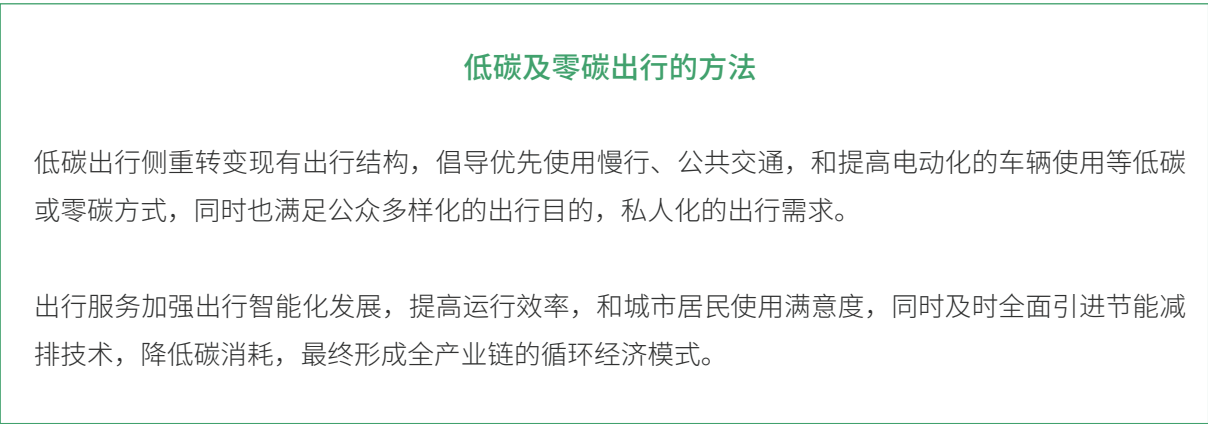 低碳及零碳出行的方法
低碳出行侧重转变现有出行结构，倡导优先使用慢行、公共交通，和提高电动化的车辆使用等低碳
或零碳方式，同时也满足公众多样化的出行目的，私人化的出行需求。
出行服务加强出行智能化发展，提高运行效率，和城市居民使用满意度，同时及时全面引进节能减
排技术，降低碳消耗，最终形成全产业链的循环经济模式。